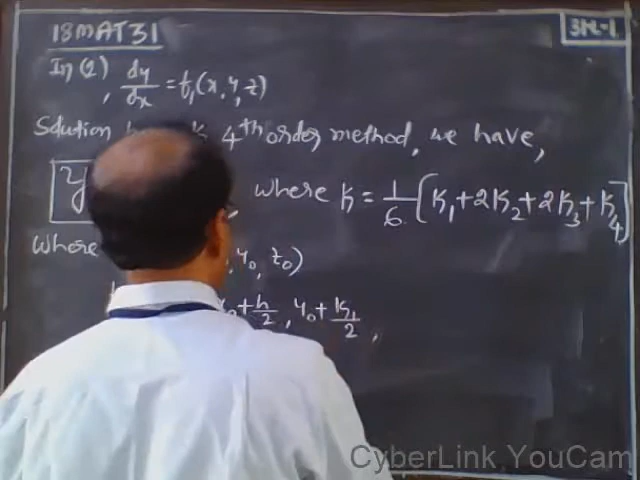 18MAT31
3M-1
In (2), dy/dx = f₁(x, y, z)
Solution 4th order method, we have,
y , where K = 1/6 [K₁+2K₂+2K₃+K₄]
Where , y₀, z₀)
x₀+h/2, y₀+K₁/2,
CyberLink YouCam